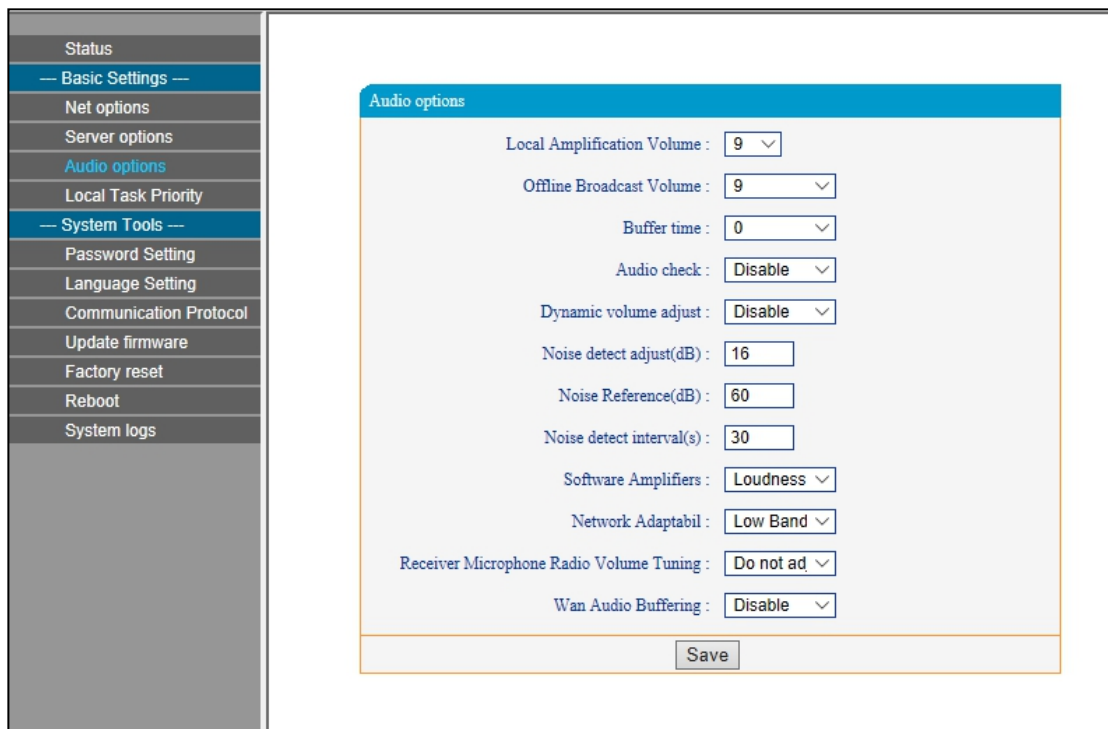 Status
--- Basic Settings ---
Net options
Server options
Audio options
Local Task Priority
--- System Tools ---
Password Setting
Language Setting
Communication Protocol
Update firmware
Factory reset
Reboot
System logs
Audio options
Local Amplification Volume : 9
Offline Broadcast Volume : 9
Buffer time : 0
Audio check : Disable
Dynamic volume adjust : Disable
Noise detect adjust(dB) : 16
Noise Reference(dB) : 60
Noise detect interval(s) : 30
Software Amplifiers : Loudness
Network Adaptabil : Low Band
Receiver Microphone Radio Volume Tuning : Do not ad
Wan Audio Buffering : Disable
Save